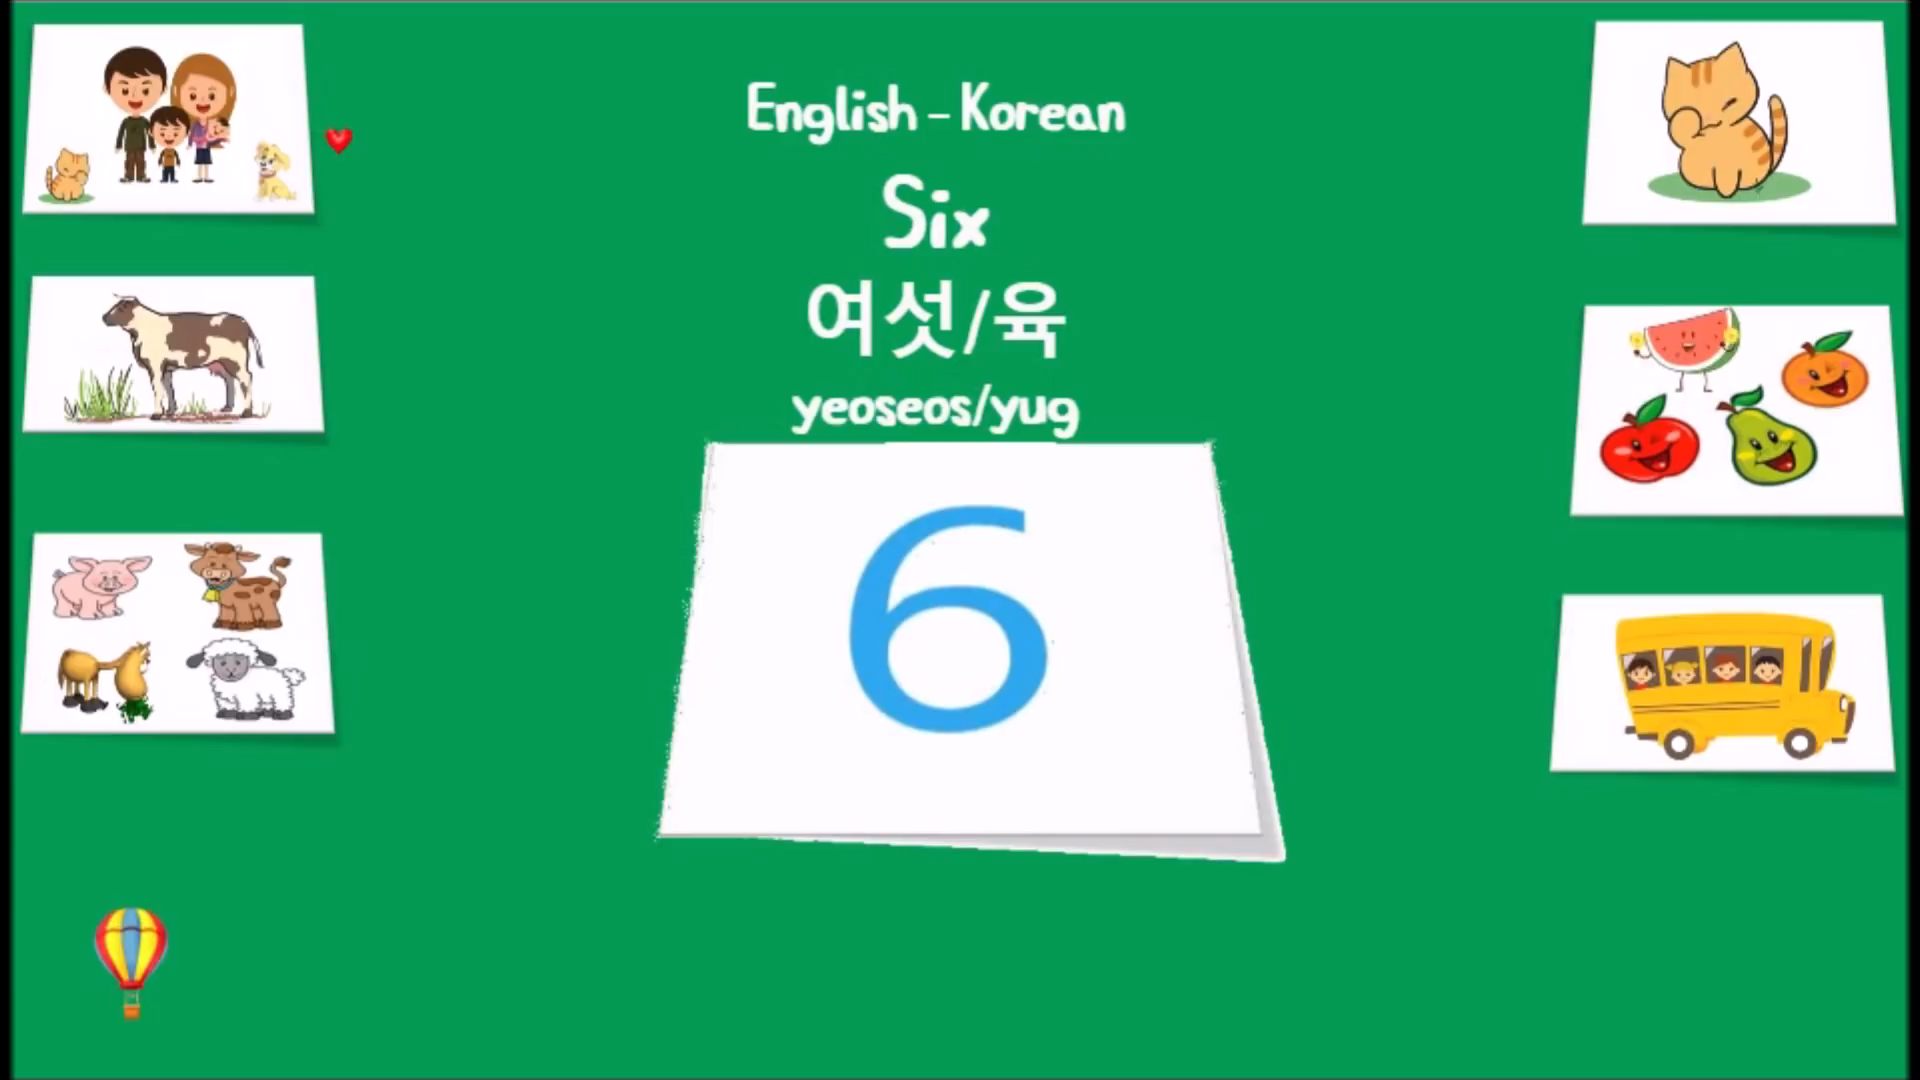 English - Korean
Six
여섯/육
yeoseos/yug
6